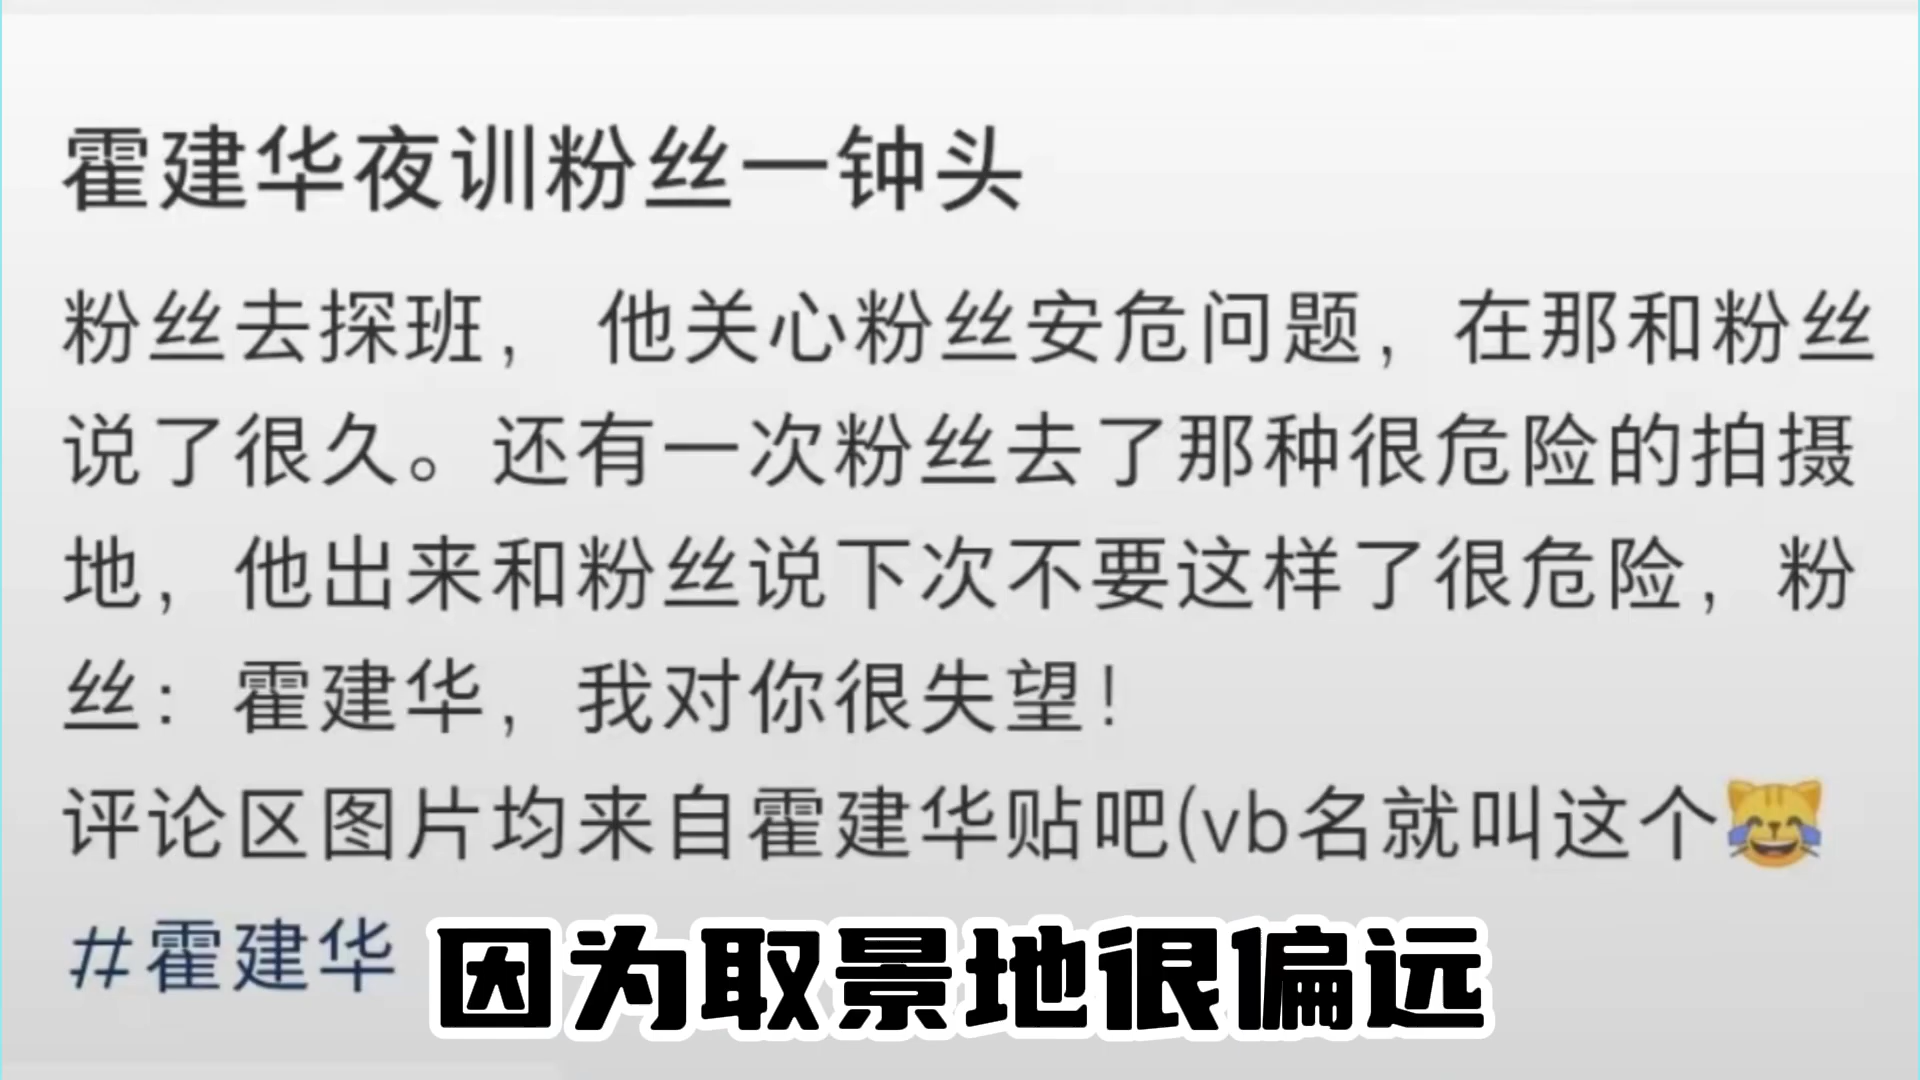 霍建华夜训粉丝一钟头
粉丝去探班，他关心粉丝安危问题，在那和粉丝
说了很久。还有一次粉丝去了那种很危险的拍摄
地，他出来和粉丝说下次不要这样了很危险，粉
丝：霍建华，我对你很失望！
评论区图片均来自霍建华贴吧(vb名就叫这个😹
#霍建华
因为取景地很偏远